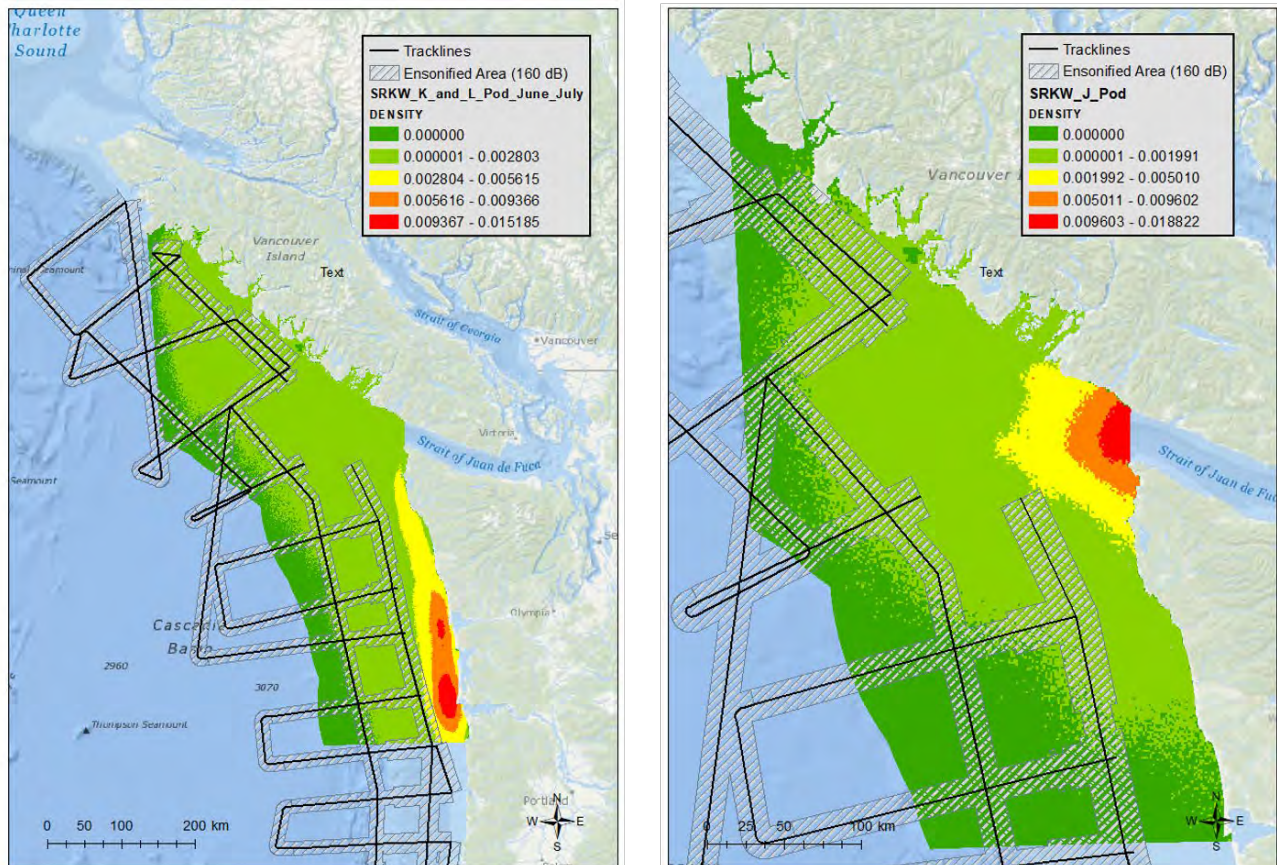 Queen
Charlotte
Sound
Tracklines
Ensonified Area (160 dB)
SRKW_K_and_L_Pod_June_July
DENSITY
0.000000
0.000001 - 0.002803
0.002804 - 0.005615
0.005616 - 0.009366
0.009367 - 0.015185
Vancouver
Island
Text
Seamount
Strait of Georgia
Vancouver
Victoria
Strait of Juan de Fuca
Seamount
Se
Olympia
Cascadia
Basin
2960
3070
Thompson Seamount
Portland
0 50 100 200 km
N
W E
S
Tracklines
Ensonified Area (160 dB)
SRKW_J_Pod
DENSITY
0.000000
0.000001 - 0.001991
0.001992 - 0.005010
0.005011 - 0.009602
0.009603 - 0.018822
Vancouver I
Text
Strait of Juan de Fuc
0 25 50 100 km
N
W E
S